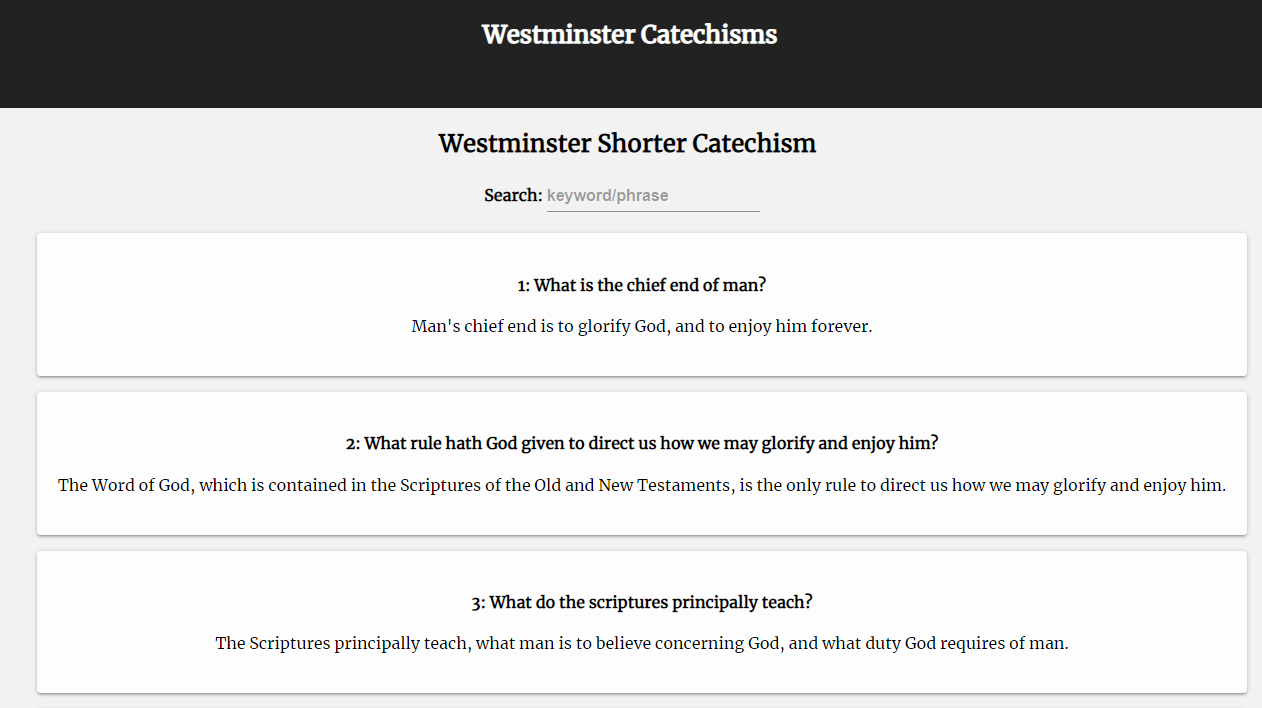 Westminster Catechisms
Westminster Shorter Catechism
Search: keyword/phrase
1: What is the chief end of man?
Man's chief end is to glorify God, and to enjoy him forever.
2: What rule hath God given to direct us how we may glorify and enjoy him?
The Word of God, which is contained in the Scriptures of the Old and New Testaments, is the only rule to direct us how we may glorify and enjoy him.
3: What do the scriptures principally teach?
The Scriptures principally teach, what man is to believe concerning God, and what duty God requires of man.